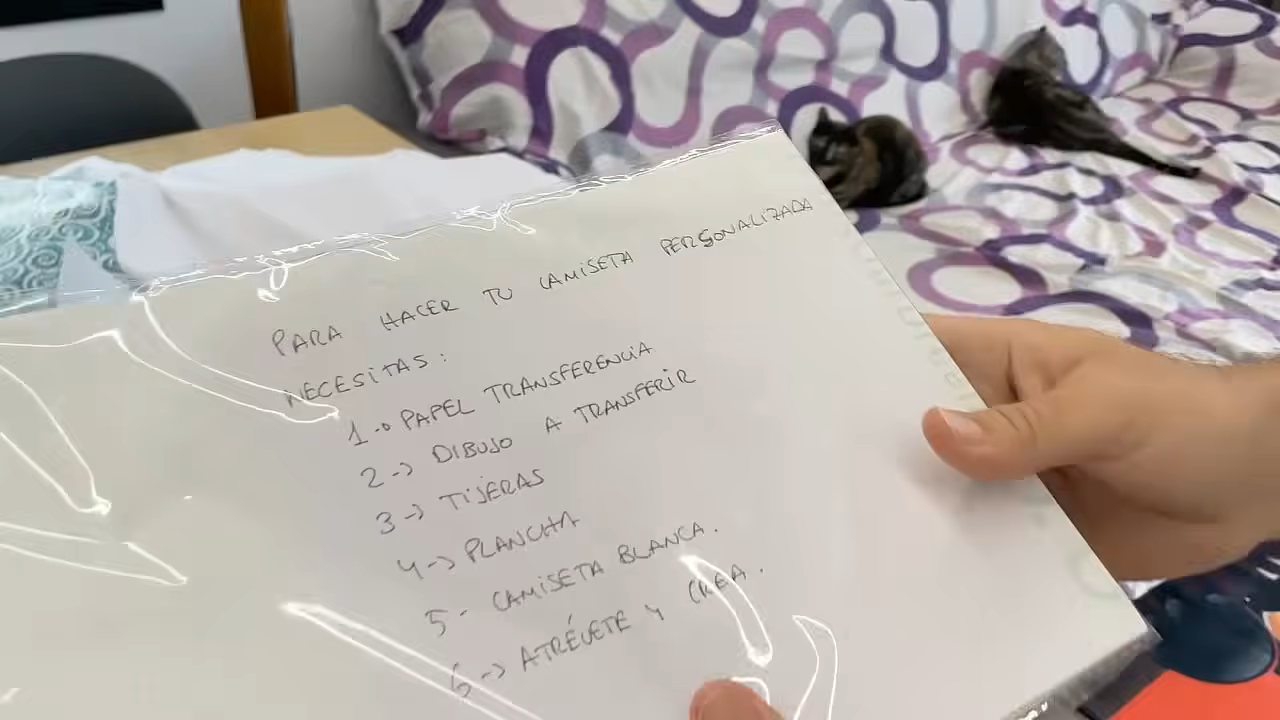 PARA HACER TU CAMISETA PERSONALIZADA
NECESITAS:
1-> PAPEL TRANSFERENCIA
2-> DIBUJO A TRANSFERIR
3-> TIJERAS
4-> PLANCHA
5- CAMISETA BLANCA.
6-> ATRÉVETE Y CREA.